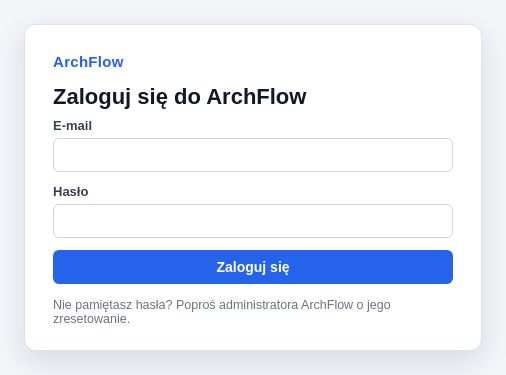 ArchFlow
Zaloguj się do ArchFlow
E-mail
Hasło
Zaloguj się
Nie pamiętasz hasła? Poproś administratora ArchFlow o jego
zresetowanie.